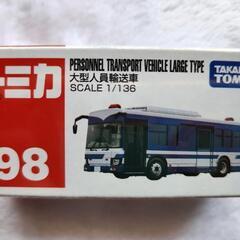 ーミカ
PERSONNEL TRANSPORT VEHICLE LARGE TYPE
大型人員輸送車
SCALE 1/136
TAKARA
TOMY
98